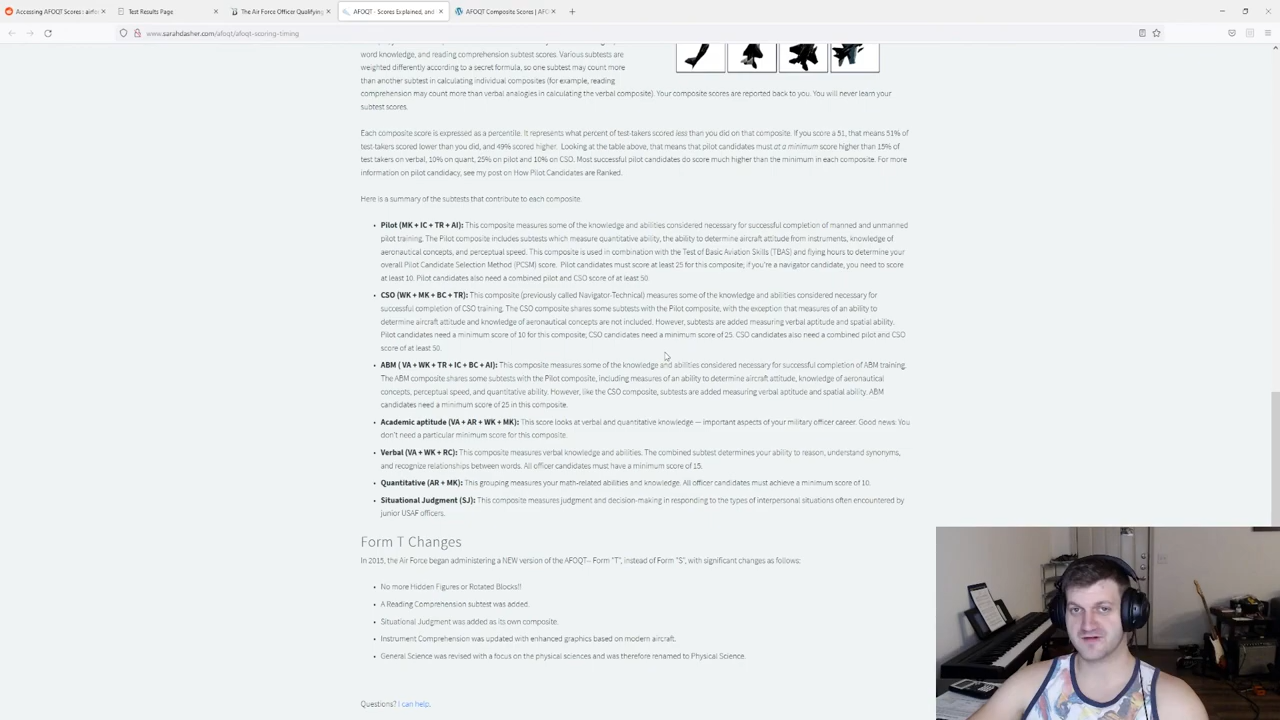 Accessing AFOQT Scores : airfo
Test Results Page
The Air Force Officer Qualifying
AFOQT - Scores Explained, and
AFOQT Composite Scores | AFO
www.sarahdasher.com/afoqt/afoqt-scoring-timing
word knowledge, and reading comprehension subtest scores. Various subtests are
weighted differently according to a secret formula, so one subtest may count more
than another subtest in calculating individual composites (for example, reading
comprehension may count more than verbal analogies in calculating the verbal composite). Your composite scores are reported back to you. You will never learn your
subtest scores.
Each composite score is expressed as a percentile. It represents what percent of test-takers scored less than you did on that composite. If you score a 51, that means 51% of
test-takers scored lower than you did, and 49% scored higher. Looking at the table above, that means that pilot candidates must at a minimum score higher than 15% of
test takers on verbal, 10% on quant, 25% on pilot and 10% on CSO. Most successful pilot candidates do score much higher than the minimum in each composite. For more
information on pilot candidacy, see my post on How Pilot Candidates are Ranked.
Here is a summary of the subtests that contribute to each composite.
• Pilot (MK + IC + TR + AI): This composite measures some of the knowledge and abilities considered necessary for successful completion of manned and unmanned
pilot training. The Pilot composite includes subtests which measure quantitative ability, the ability to determine aircraft attitude from instruments, knowledge of
aeronautical concepts, and perceptual speed. This composite is used in combination with the Test of Basic Aviation Skills (TBAS) and flying hours to determine your
overall Pilot Candidate Selection Method (PCSM) score. Pilot candidates must score at least 25 for this composite; if you're a navigator candidate, you need to score
at least 10. Pilot candidates also need a combined pilot and CSO score of at least 50.
• CSO (WK + MK + BC + TR): This composite (previously called Navigator-Technical) measures some of the knowledge and abilities considered necessary for
successful completion of CSO training. The CSO composite shares some subtests with the Pilot composite, with the exception that measures of an ability to
determine aircraft attitude and knowledge of aeronautical concepts are not included. However, subtests are added measuring verbal aptitude and spatial ability.
Pilot candidates need a minimum score of 10 for this composite; CSO candidates need a minimum score of 25. CSO candidates also need a combined pilot and CSO
score of at least 50.
• ABM ( VA + WK + TR + IC + BC + AI): This composite measures some of the knowledge and abilities considered necessary for successful completion of ABM training.
The ABM composite shares some subtests with the Pilot composite, including measures of an ability to determine aircraft attitude, knowledge of aeronautical
concepts, perceptual speed, and quantitative ability. However, like the CSO composite, subtests are added measuring verbal aptitude and spatial ability. ABM
candidates need a minimum score of 25 in this composite.
• Academic aptitude (VA + AR + WK + MK): This score looks at verbal and quantitative knowledge — important aspects of your military officer career. Good news: You
don't need a particular minimum score for this composite.
• Verbal (VA + WK + RC): This composite measures verbal knowledge and abilities. The combined subtest determines your ability to reason, understand synonyms,
and recognize relationships between words. All officer candidates must have a minimum score of 15.
• Quantitative (AR + MK): This grouping measures your math-related abilities and knowledge. All officer candidates must achieve a minimum score of 10.
• Situational Judgment (SJ): This composite measures judgment and decision-making in responding to the types of interpersonal situations often encountered by
junior USAF officers.
Form T Changes
In 2015, the Air Force began administering a NEW version of the AFOQT– Form "T", instead of Form "S", with significant changes as follows:
• No more Hidden Figures or Rotated Blocks!!
• A Reading Comprehension subtest was added.
• Situational Judgment was added as its own composite.
• Instrument Comprehension was updated with enhanced graphics based on modern aircraft.
• General Science was revised with a focus on the physical sciences and was therefore renamed to Physical Science.
Questions? I can help.